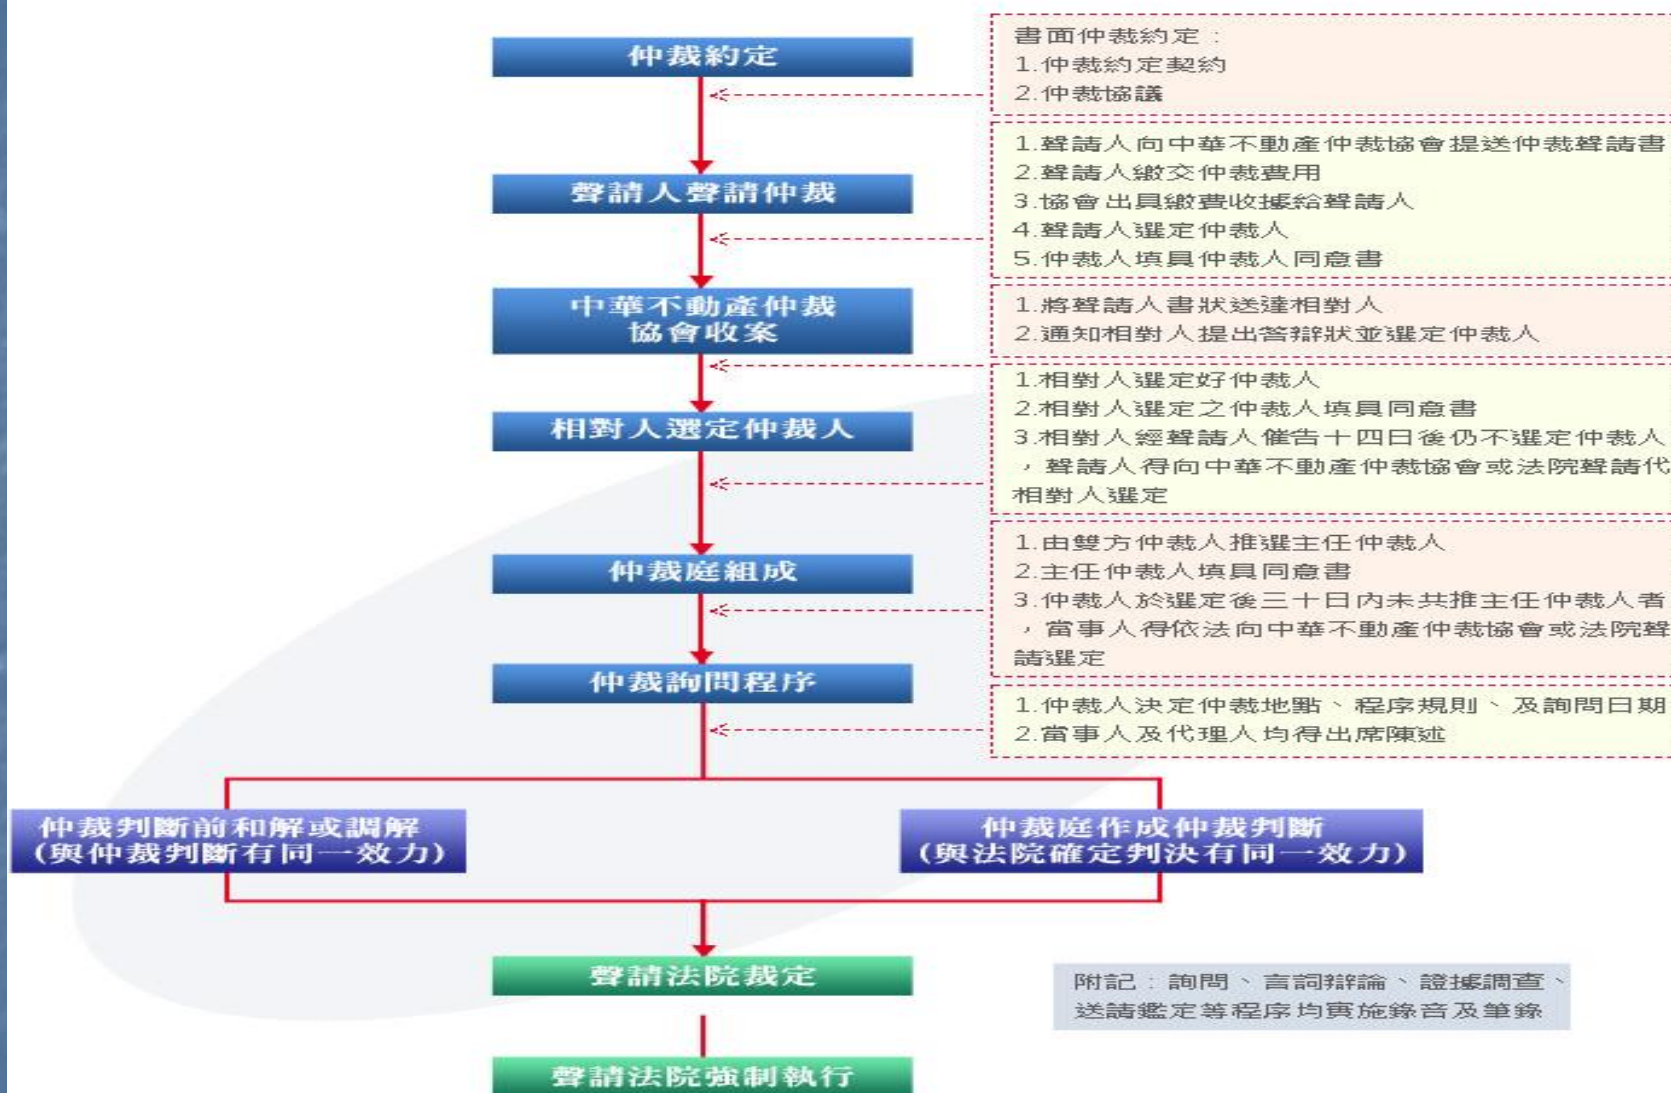 仲裁約定
書面仲裁約定：
1.仲裁約定契約
2.仲裁協議
聲請人聲請仲裁
1.聲請人向中華不動產仲裁協會提送仲裁聲請書
2.聲請人繳交仲裁費用
3.協會出具繳費收據給聲請人
4.聲請人選定仲裁人
5.仲裁人填具仲裁人同意書
中華不動產仲裁
協會收案
1.將聲請人書狀送達相對人
2.通知相對人提出答辯狀並選定仲裁人
相對人選定仲裁人
1.相對人選定好仲裁人
2.相對人選定之仲裁人填具同意書
3.相對人經聲請人催告十四日後仍不選定仲裁人
，聲請人得向中華不動產仲裁協會或法院聲請代
相對人選定
仲裁庭組成
1.由雙方仲裁人推選主任仲裁人
2.主任仲裁人填具同意書
3.仲裁人於選定後三十日內未共推主任仲裁人者
，當事人得依法向中華不動產仲裁協會或法院聲
請選定
仲裁詢問程序
1.仲裁人決定仲裁地點、程序規則、及詢問日期
2.當事人及代理人均得出席陳述
仲裁判斷前和解或調解
(與仲裁判斷有同一效力)
仲裁庭作成仲裁判斷
(與法院確定判決有同一效力)
聲請法院裁定
附記：詢問、言詞辯論、證據調查、
送請鑑定等程序均實施錄音及筆錄
聲請法院強制執行